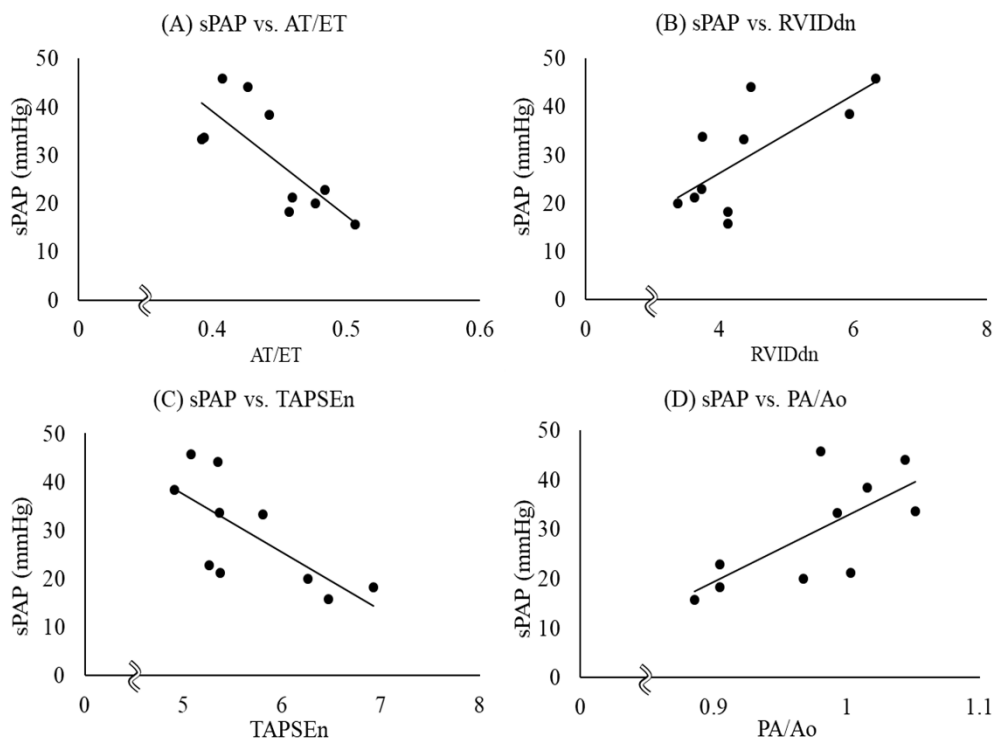 (A) sPAP vs. AT/ET
sPAP (mmHg)
50
40
30
20
10
0
0 0.4 0.5 0.6
AT/ET
(B) sPAP vs. RVIDdn
sPAP (mmHg)
50
40
30
20
10
0
0 4 6 8
RVIDdn
(C) sPAP vs. TAPSEn
sPAP (mmHg)
50
40
30
20
10
0
0 5 6 7 8
TAPSEn
(D) sPAP vs. PA/Ao
sPAP (mmHg)
50
40
30
20
10
0
0 0.9 1 1.1
PA/Ao